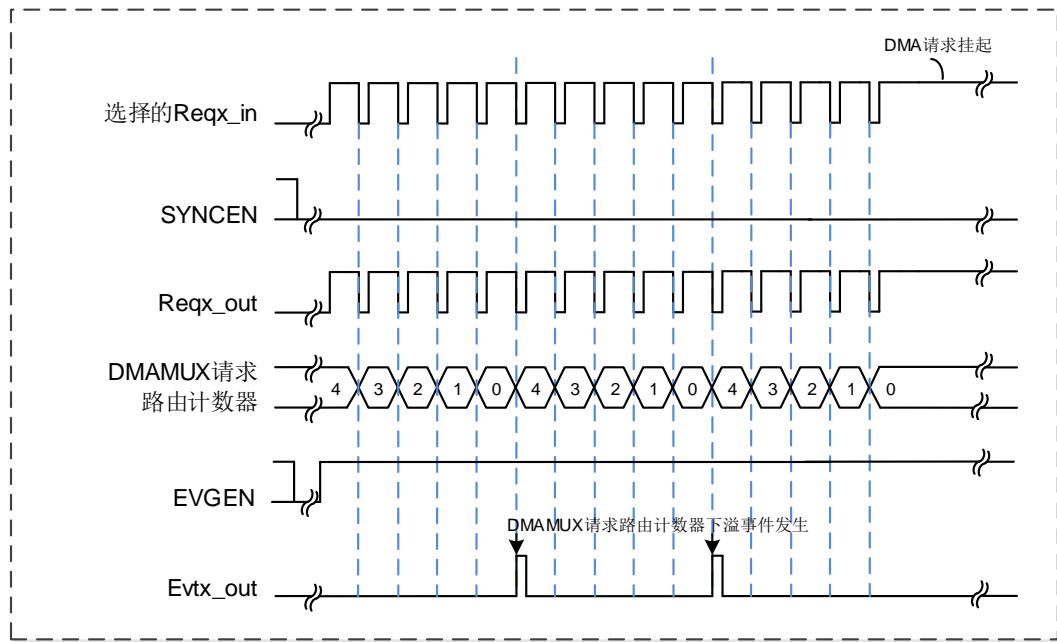 DMA请求挂起
选择的Reqx_in
SYNCEN
Reqx_out
DMAMUX请求
路由计数器
4 3 2 1 0 4 3 2 1 0 4 3 2 1 0
EVGEN
DMAMUX请求路由计数器下溢事件发生
Evtx_out